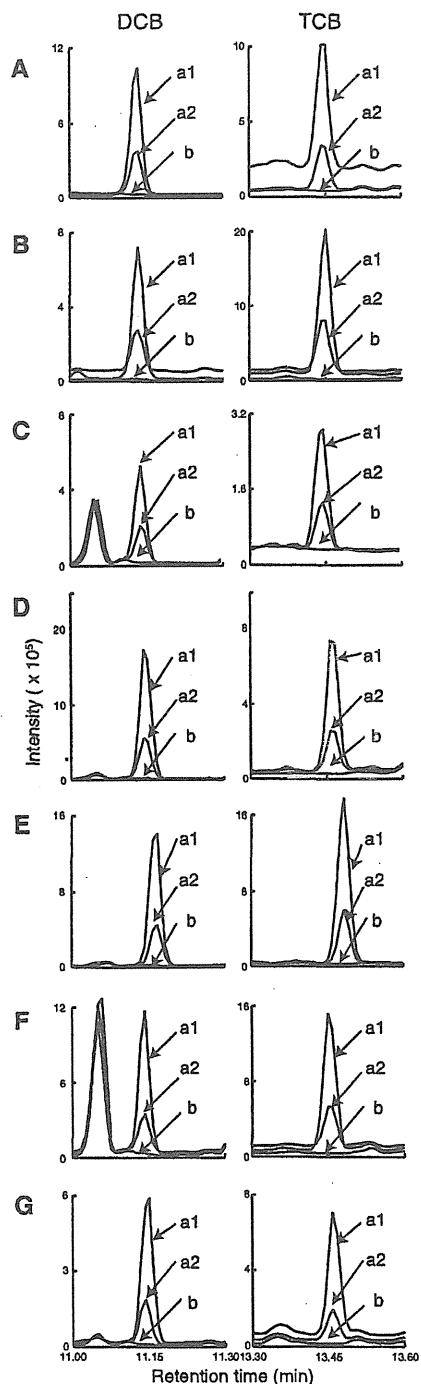 DCB TCB
A
12 6 0
a1 a2 b
10 5 0
a1 a2 b
B
8 4 0
a1 a2 b
20 10 0
a1 a2 b
C
8 4 0
a1 a2 b
3.2 1.6 0
a1 a2 b
D
20 10 0
a1 a2 b
8 4 0
a1 a2 b
E
16 8 0
a1 a2 b
16 8 0
a1 a2 b
F
12 6 0
a1 a2 b
16 8 0
a1 a2 b
G
6 3 0
a1 a2 b
8 4 0
a1 a2 b
Intensity ( x 10⁵)
11.00 11.15 11.30 13.30 13.45 13.60
Retention time (min)